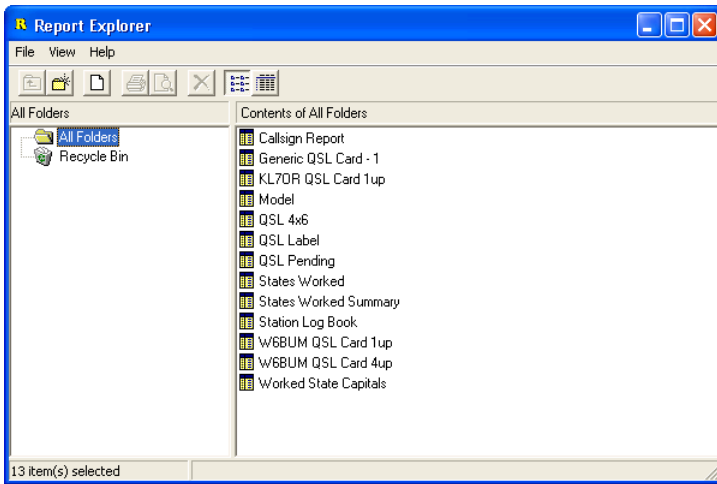 R Report Explorer
File View Help
All Folders
Contents of All Folders
All Folders
Recycle Bin
Callsign Report
Generic QSL Card - 1
KL7OR QSL Card 1up
Model
QSL 4x6
QSL Label
QSL Pending
States Worked
States Worked Summary
Station Log Book
W6BUM QSL Card 1up
W6BUM QSL Card 4up
Worked State Capitals
13 item(s) selected